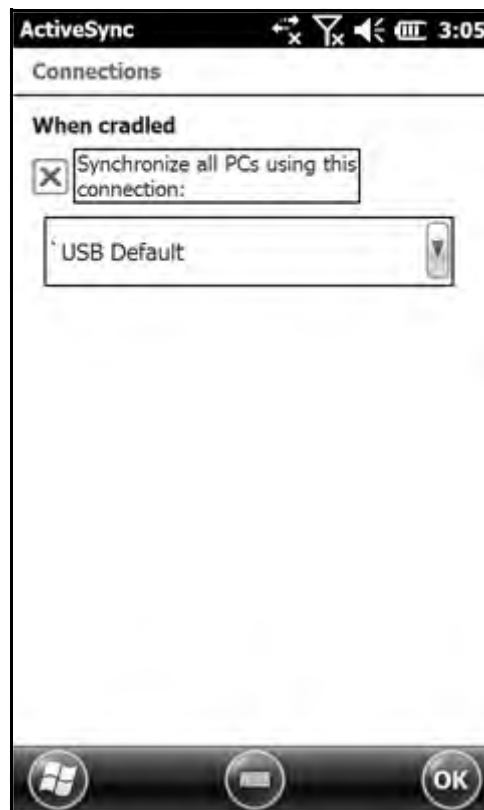 ActiveSync 3:05
Connections
When cradled
Synchronize all PCs using this
connection:
USB Default
OK